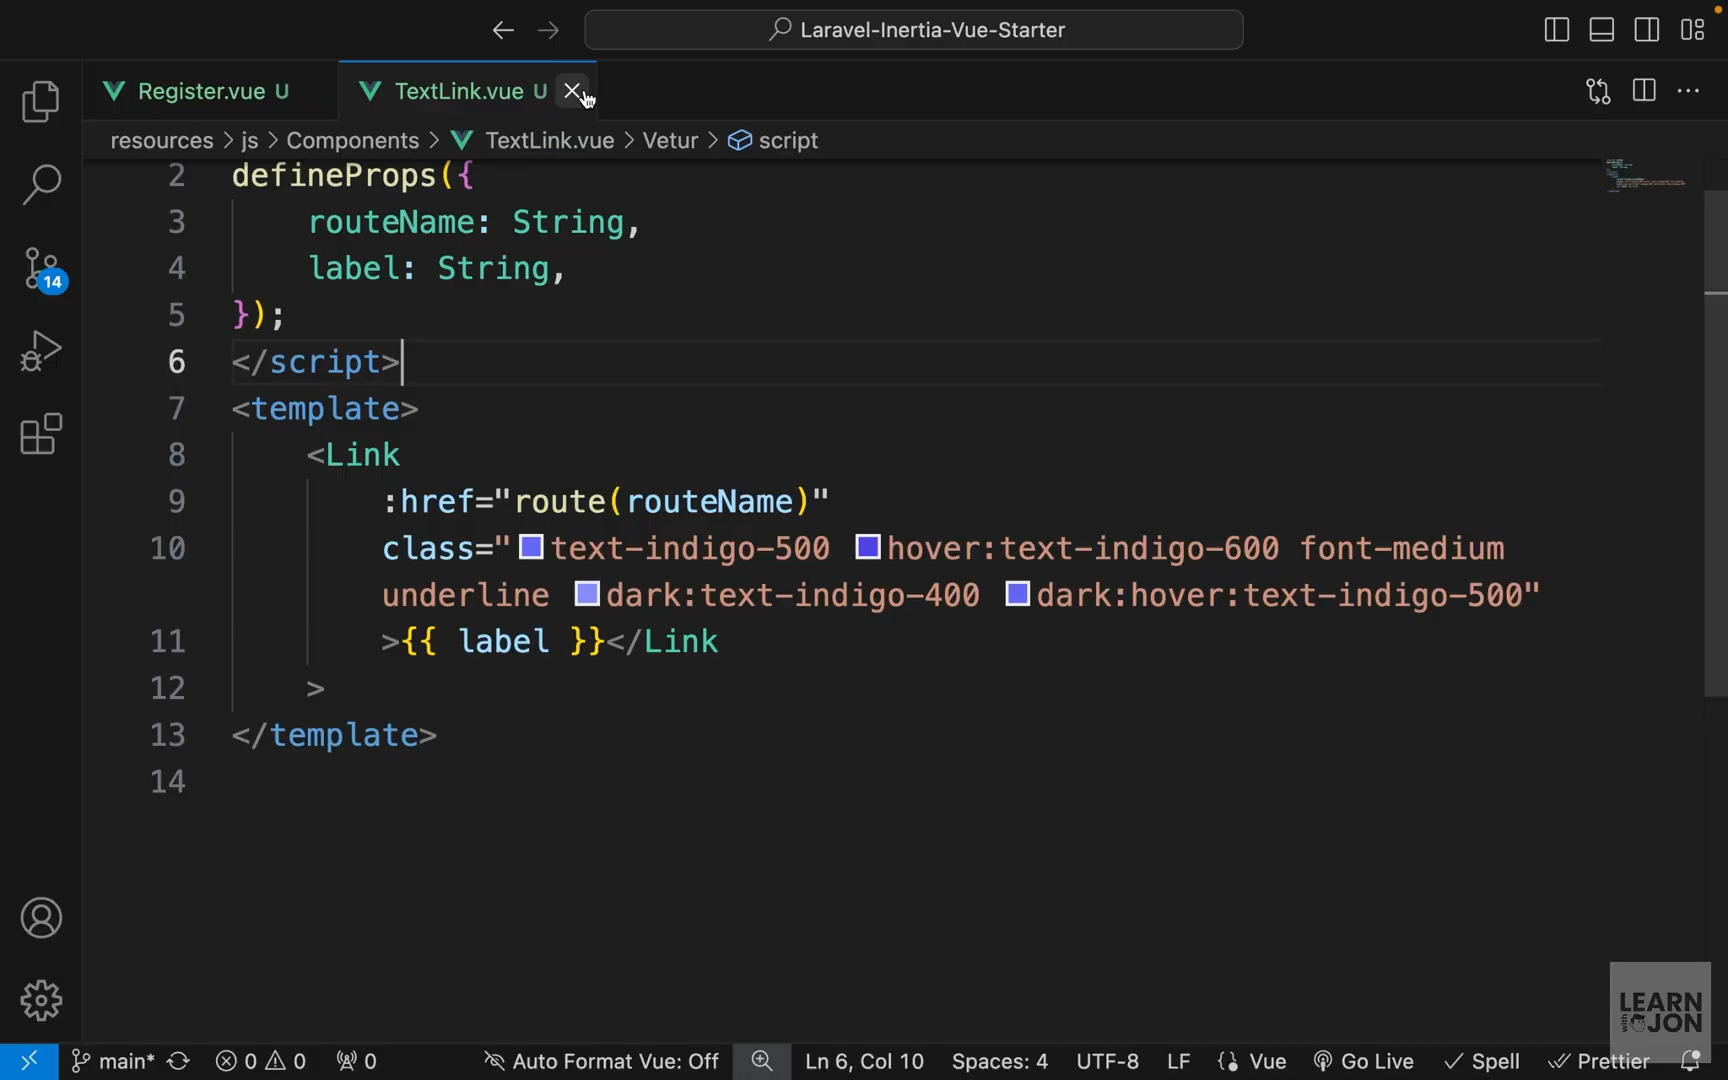 Laravel-Inertia-Vue-Starter
Register.vue U
TextLink.vue U
resources > js > Components > TextLink.vue > Vetur > script
2 defineProps({
3 routeName: String,
4 label: String,
5 });
6 </script>
7 <template>
8 <Link
9 :href="route(routeName)"
10 class="text-indigo-500 hover:text-indigo-600 font-medium
underline dark:text-indigo-400 dark:hover:text-indigo-500"
11 >{{ label }}</Link
12 >
13 </template>
14
14
LEARN
with JON
main* 0 0 0 Auto Format Vue: Off Ln 6, Col 10 Spaces: 4 UTF-8 LF Vue Go Live Spell Prettier